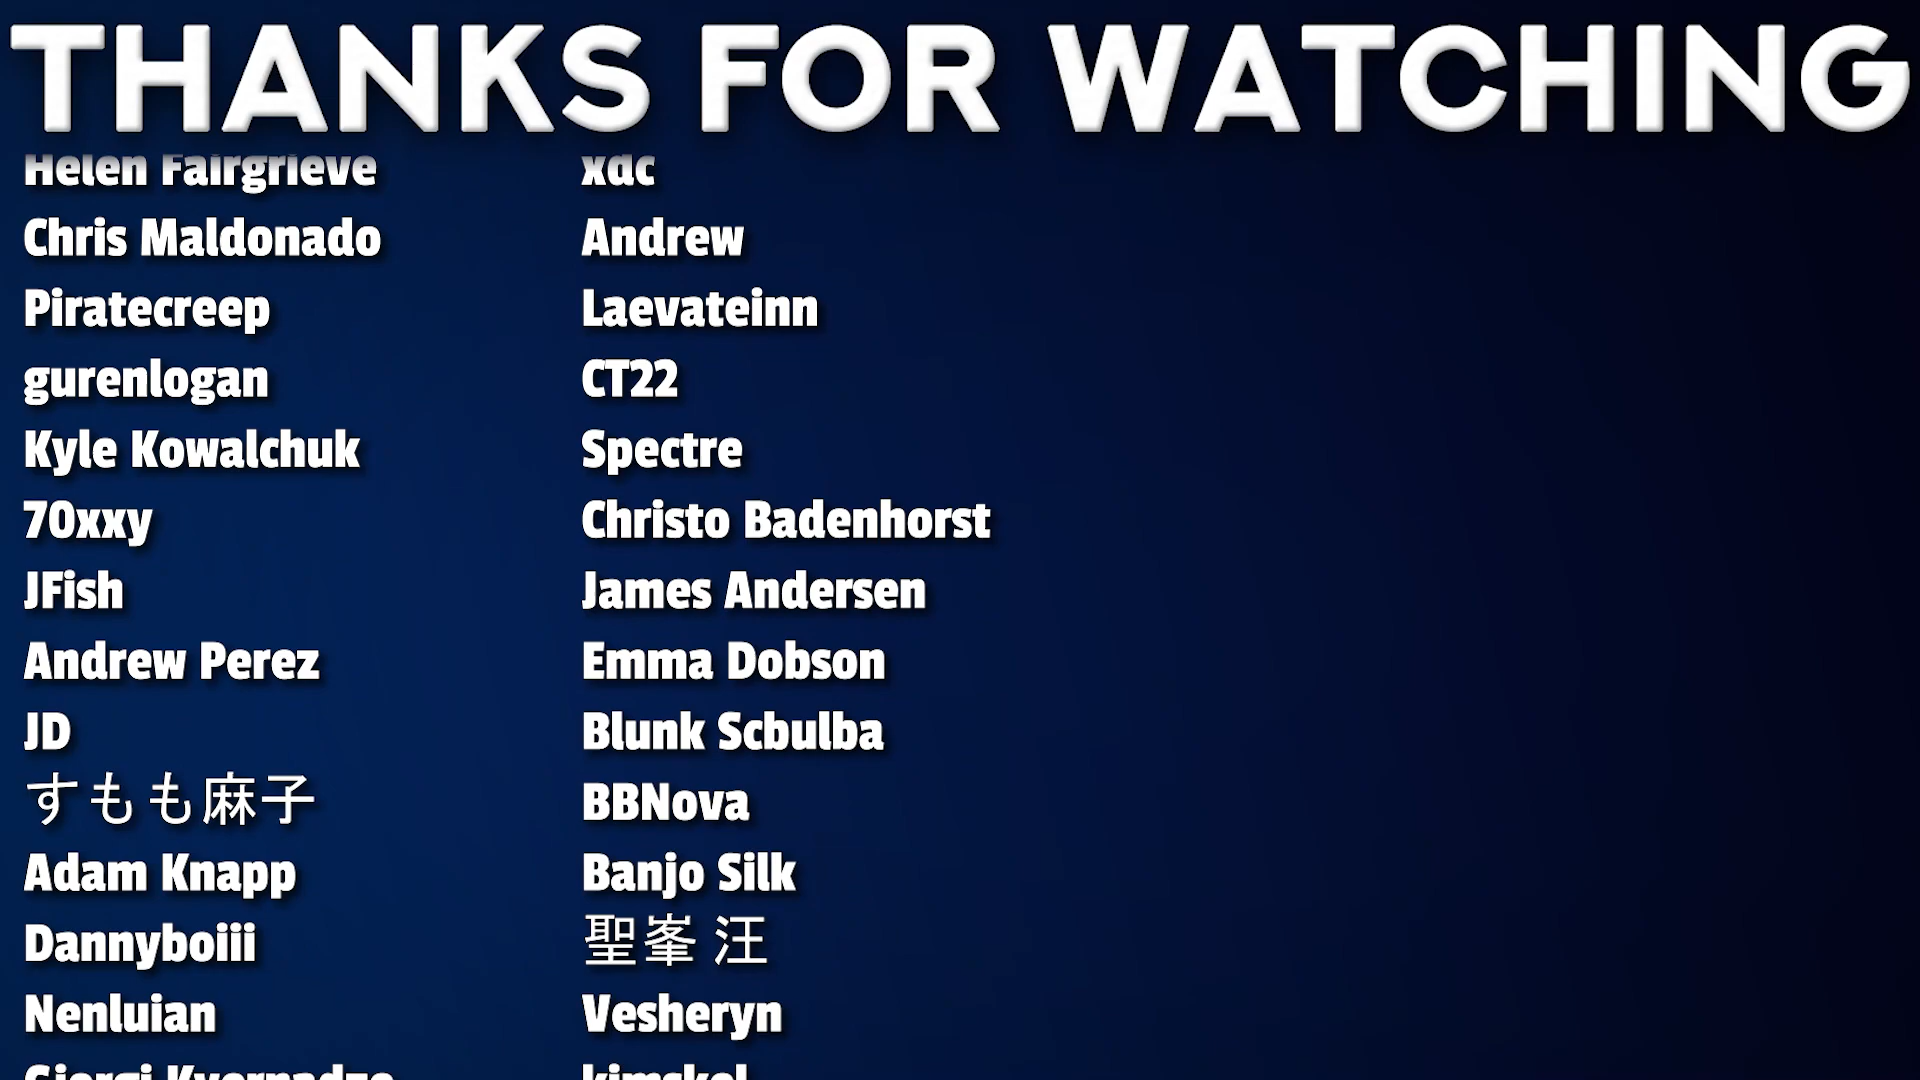 THANKS FOR WATCHING
Helen Fairgrieve
Chris Maldonado
Piratecreep
gurenlogan
Kyle Kowalchuk
70xxy
JFish
Andrew Perez
JD
すもも麻子
Adam Knapp
Dannyboiii
Nenluian
Giorgi Kvernadze
xdc
Andrew
Laevateinn
CT22
Spectre
Christo Badenhorst
James Andersen
Emma Dobson
Blunk Scbulba
BBNova
Banjo Silk
聖峯 汪
Vesheryn